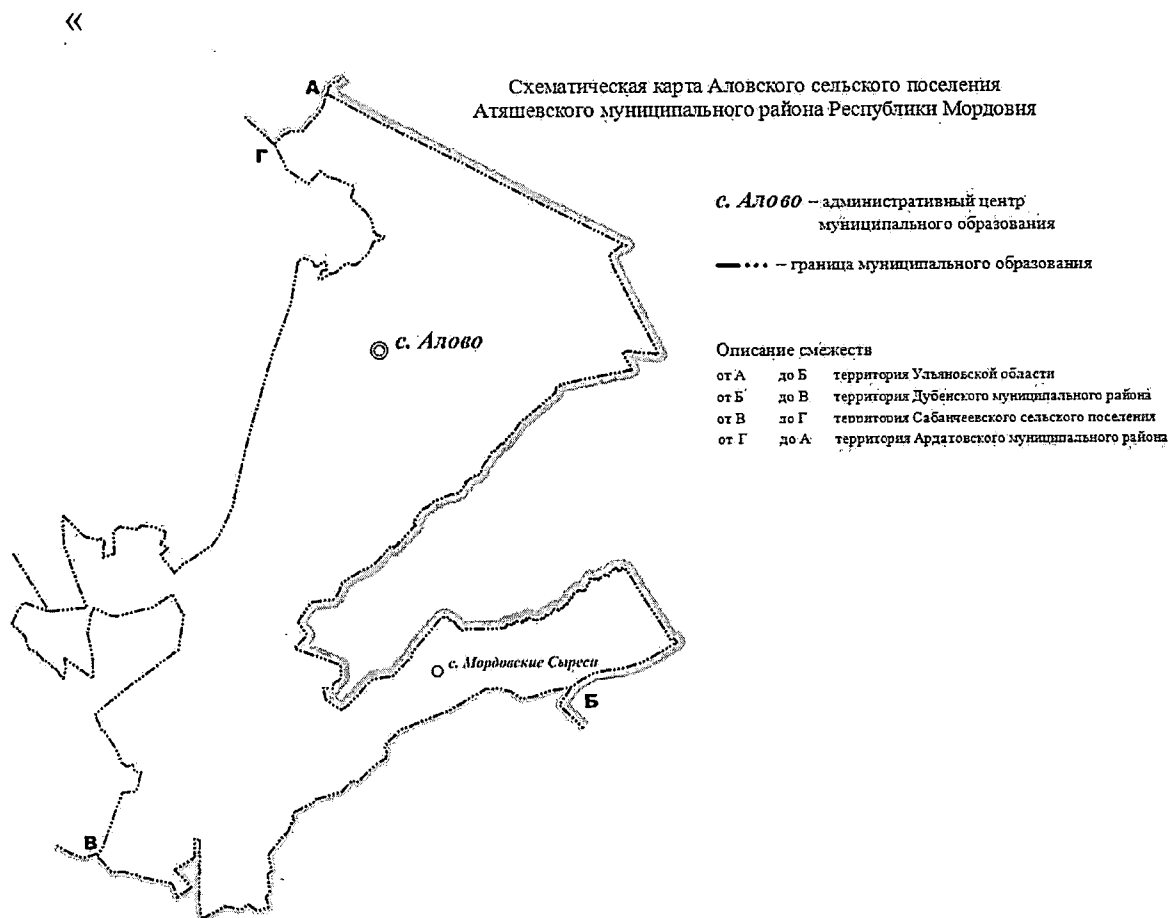 «
Схематическая карта Аловского сельского поселения
Атяшевского муниципального района Республики Мордовия
А
Г
с. Алово – административный центр
муниципального образования
– граница муниципального образования
с. Алово
Описание смежеств
от А до Б территория Ульяновской области
от Б до В территория Дубенского муниципального района
от В до Г территория Сабанчеевского сельского поселения
от Г до А территория Ардатовского муниципального района
с. Мордовские Сыреси
Б
В